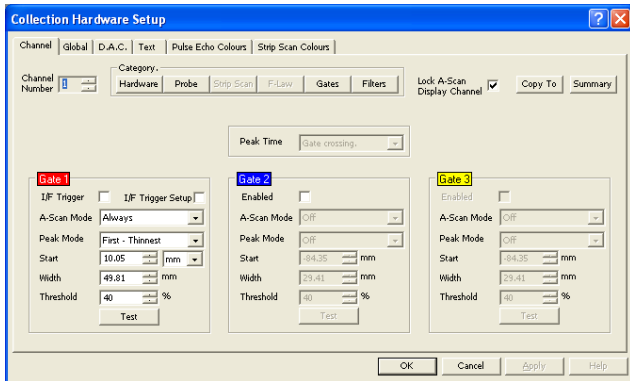 Collection Hardware Setup
Channel Global D.A.C. Text Pulse Echo Colours Strip Scan Colours
Channel Number 1
Category.
Hardware Probe Strip Scan F-Law Gates Filters
Lock A-Scan Display Channel
Copy To Summary
Peak Time Gate crossing.
Gate 1
I/F Trigger I/F Trigger Setup
A-Scan Mode Always
Peak Mode First - Thinnest
Start 10.05 mm
Width 49.81 mm
Threshold 40 %
Test
Gate 2
Enabled
A-Scan Mode Off
Peak Mode Off
Start -84.35 mm
Width 29.41 mm
Threshold 40 %
Test
Gate 3
Enabled
A-Scan Mode Off
Peak Mode Off
Start -84.35 mm
Width 29.41 mm
Threshold 40 %
Test
OK Cancel Apply Help